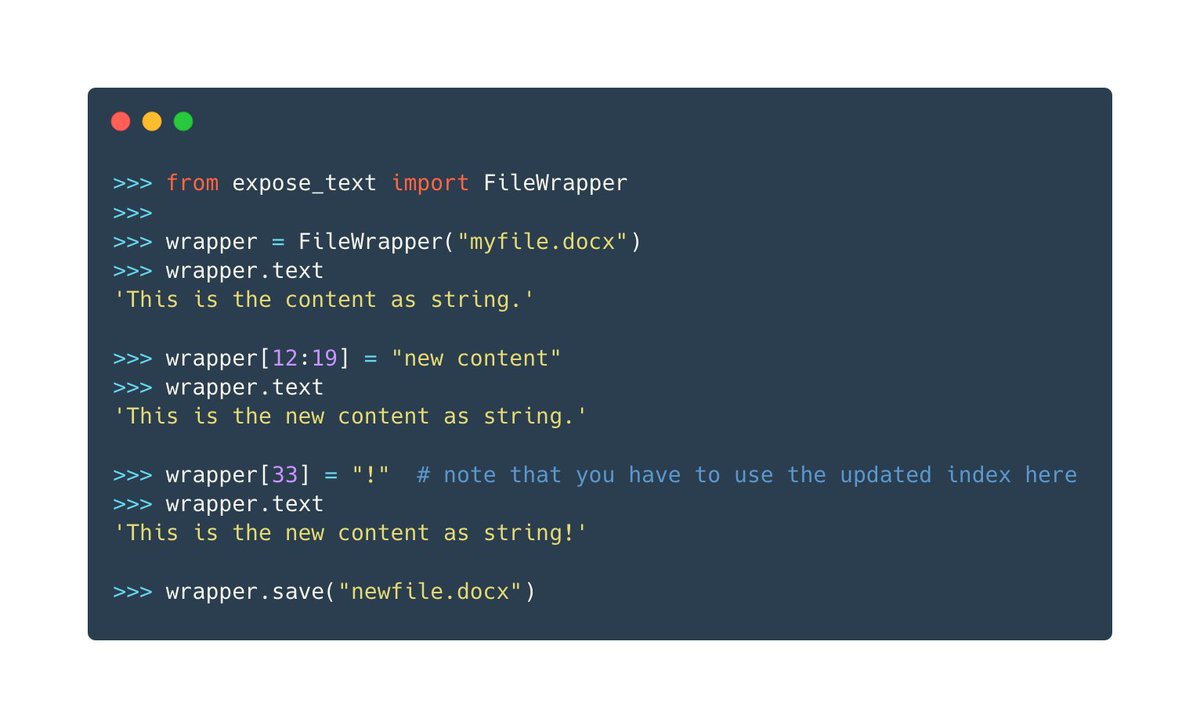 >>> from expose_text import FileWrapper
>>>
>>> wrapper = FileWrapper("myfile.docx")
>>> wrapper.text
'This is the content as string.'
>>> wrapper[12:19] = "new content"
>>> wrapper.text
'This is the new content as string.'
>>> wrapper[33] = "!"  # note that you have to use the updated index here
>>> wrapper.text
'This is the new content as string!'
>>> wrapper.save("newfile.docx")